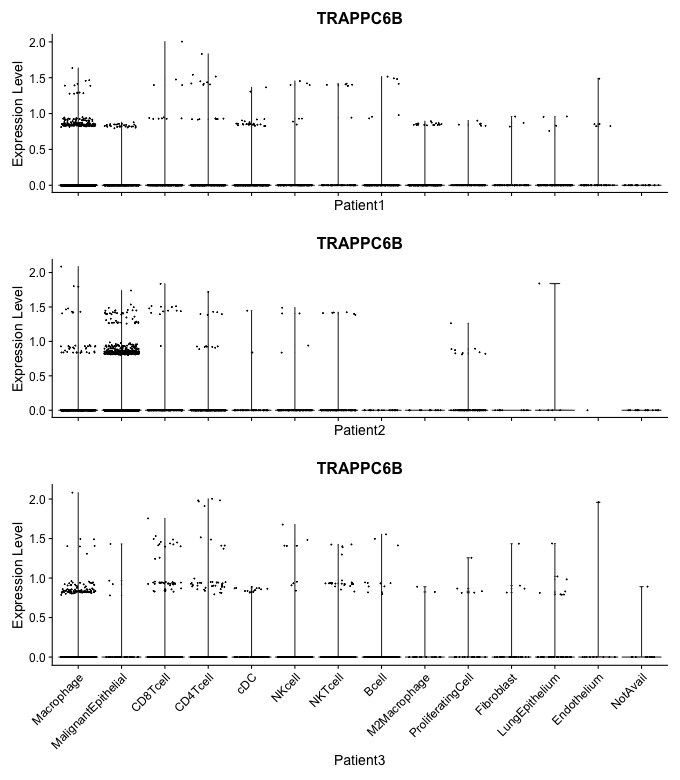 TRAPPC6B
Expression Level
2.0
1.5
1.0
0.5
0.0
Patient1
TRAPPC6B
Expression Level
2.0
1.5
1.0
0.5
0.0
Patient2
TRAPPC6B
Expression Level
2.0
1.5
1.0
0.5
0.0
Macrophage
MalignantEpithelial
CD8Tcell
CD4Tcell
cDC
NKcell
NKTcell
Bcell
M2Macrophage
ProliferatingCell
Fibroblast
LungEpithelium
Endothelium
NotAvail
Patient3